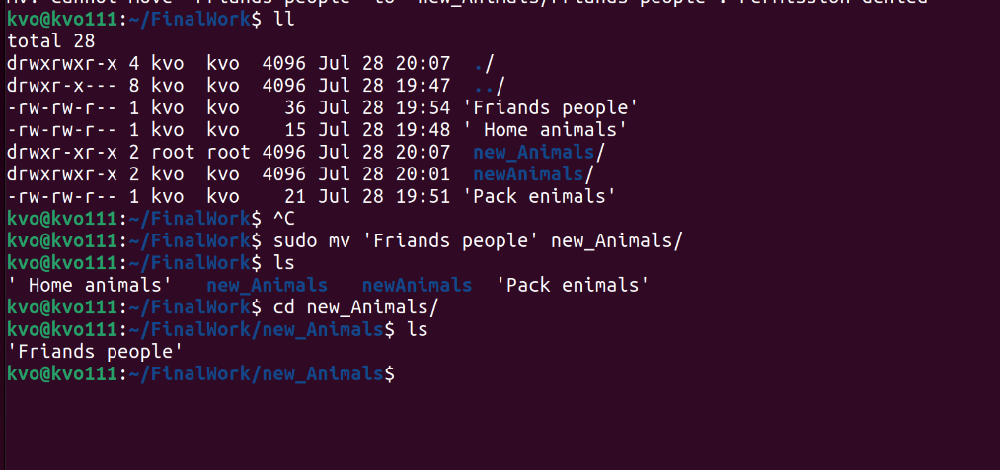 mv: cannot move 'Friands people' to 'new_Animals/Friands people': Permission denied
kvo@kvo111:~/FinalWork$ ll
total 28
drwxrwxr-x 4 kvo  kvo  4096 Jul 28 20:07  ./
drwxr-x--- 8 kvo  kvo  4096 Jul 28 19:47  ../
-rw-rw-r-- 1 kvo  kvo    36 Jul 28 19:54 'Friands people'
-rw-rw-r-- 1 kvo  kvo    15 Jul 28 19:48 ' Home animals'
drwxr-xr-x 2 root root 4096 Jul 28 20:07  new_Animals/
drwxrwxr-x 2 kvo  kvo  4096 Jul 28 20:01  newAnimals/
-rw-rw-r-- 1 kvo  kvo    21 Jul 28 19:51 'Pack enimals'
kvo@kvo111:~/FinalWork$ ^C
kvo@kvo111:~/FinalWork$ sudo mv 'Friands people' new_Animals/
kvo@kvo111:~/FinalWork$ ls
' Home animals'   new_Animals   newAnimals  'Pack enimals'
kvo@kvo111:~/FinalWork$ cd new_Animals/
kvo@kvo111:~/FinalWork/new_Animals$ ls
'Friands people'
kvo@kvo111:~/FinalWork/new_Animals$